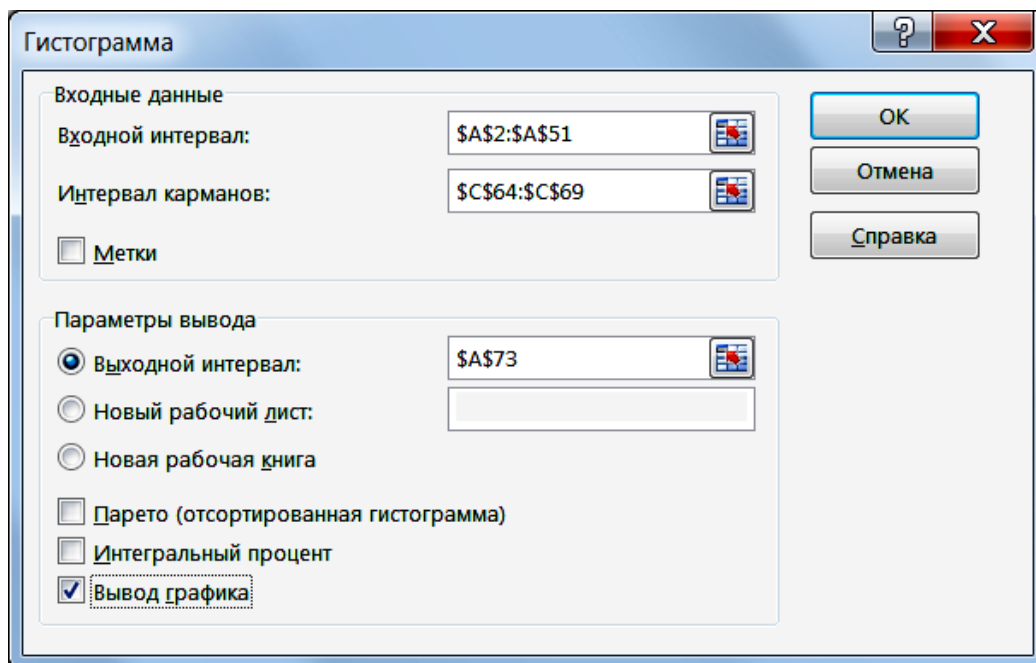 Гистограмма
Входные данные
Входной интервал: $A$2:$A$51
Интервал карманов: $C$64:$C$69
Метки
OK
Отмена
Справка
Параметры вывода
Выходной интервал: $A$73
Новый рабочий лист:
Новая рабочая книга
Парето (отсортированная гистограмма)
Интегральный процент
Вывод графика